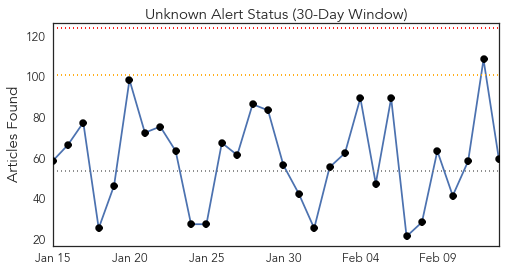 Unknown Alert Status (30-Day Window)
Articles Found
120
100
80
60
40
20
Jan 15 Jan 20 Jan 25 Jan 30 Feb 04 Feb 09